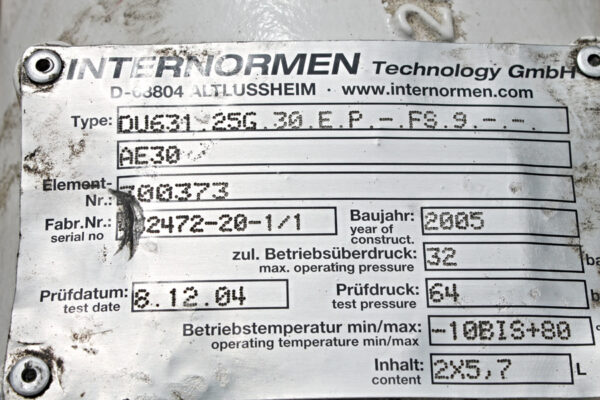 INTERNORMEN Technology GmbH
ALTLUSSHEIM · www.internormen.com
Type: DU631.25G.30.E.P.-.FS.9.-.-.
AE30
Element-
Nr.: 300373
Fabr.Nr.: 2472-20-1/1
serial no
Baujahr: 2005
year of
construct.
zul. Betriebsüberdruck: 32
max. operating pressure
Prüfdatum: 8.12.04
test date
Prüfdruck: 64
test pressure
Betriebstemperatur min/max: -10BIS+80
operating temperature min/max
Inhalt: 2X5,7 L
content